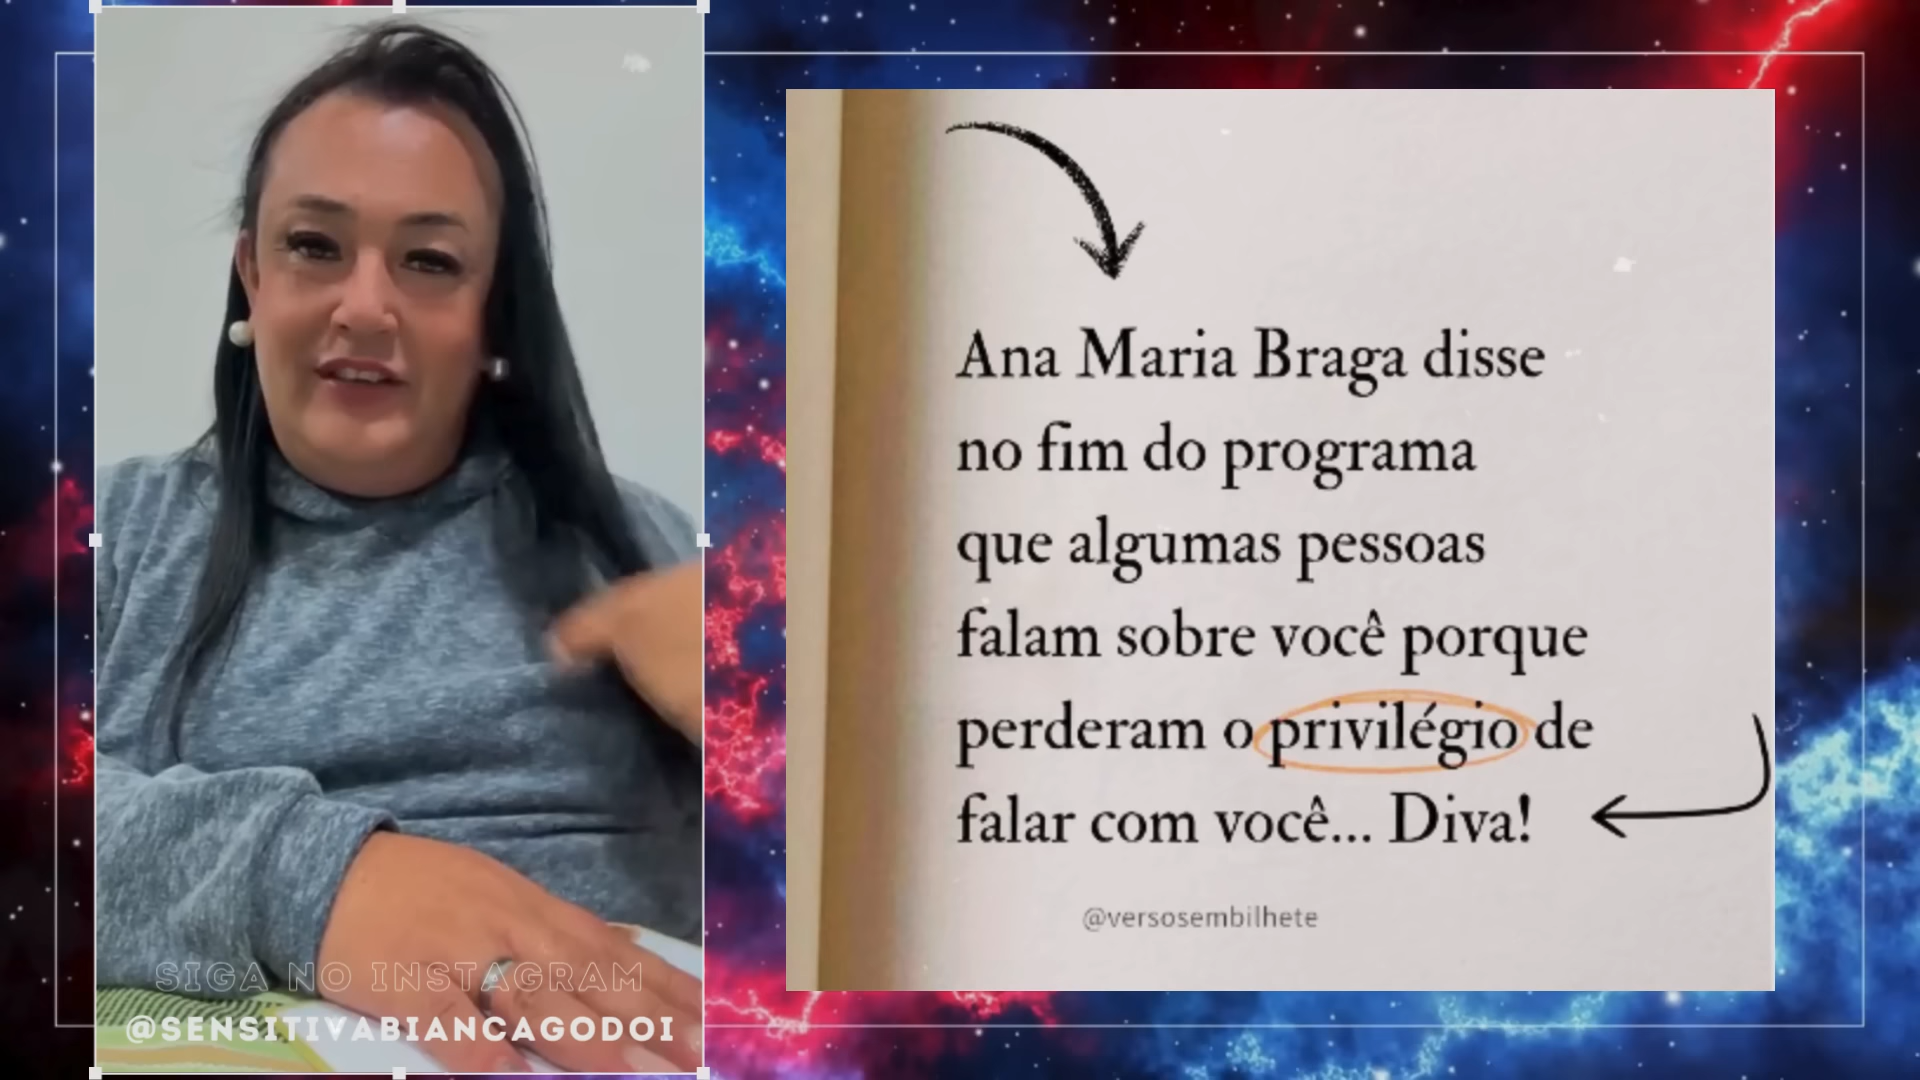 Ana Maria Braga disse
no fim do programa
que algumas pessoas
falam sobre você porque
perderam o privilégio de
falar com você... Diva!
@versosembilhete
SIGA NO INSTAGRAM
@SENSITIVABIANCAGODOI